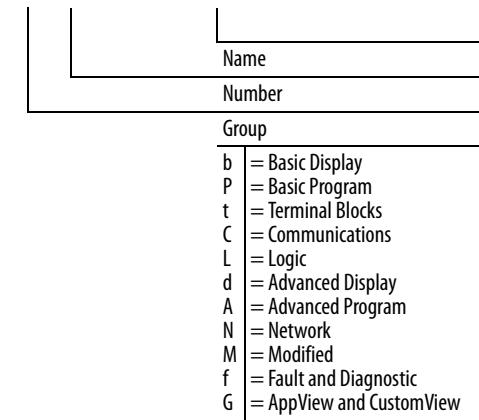 Name
Number
Group
b = Basic Display
P = Basic Program
t = Terminal Blocks
C = Communications
L = Logic
d = Advanced Display
A = Advanced Program
N = Network
M = Modified
f = Fault and Diagnostic
G = AppView and CustomView